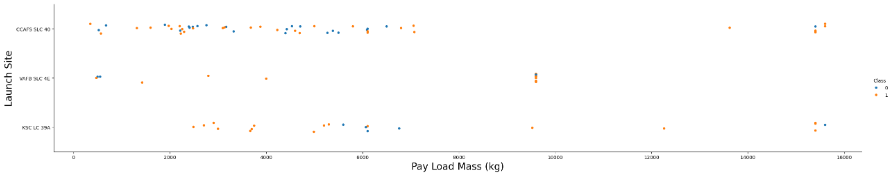 CCAFS SLC 40
VAFB SLC 4E
KSC LC 39A
Launch Site
0 2000 4000 6000 8000 10000 12000 14000 16000
Pay Load Mass (kg)
Class
0
1